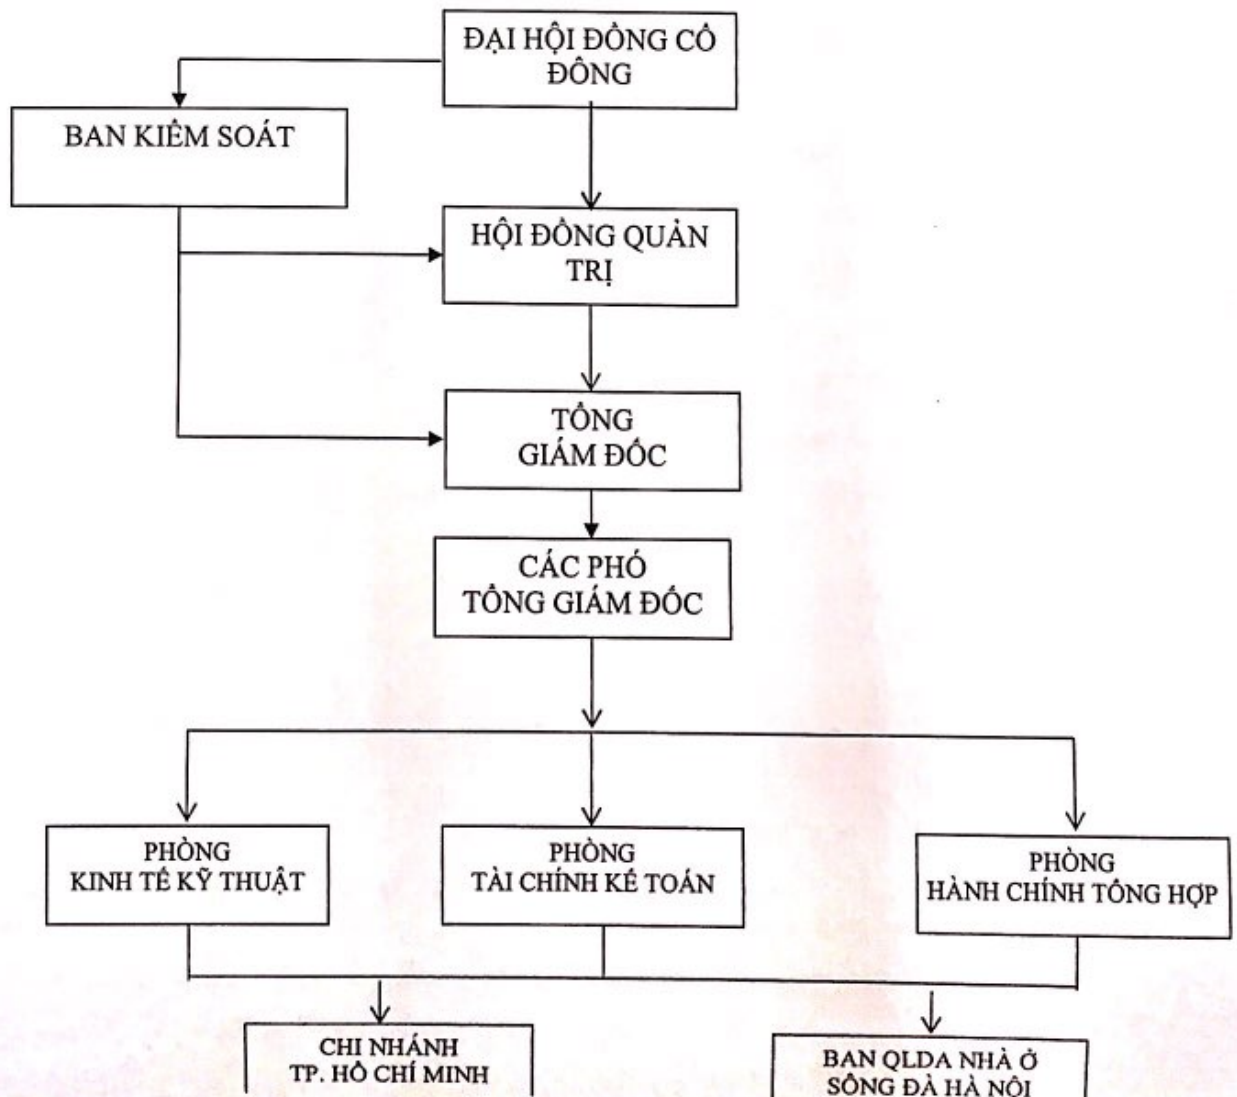 ĐẠI HỘI ĐỒNG CỔ
ĐÔNG
BAN KIỂM SOÁT
HỘI ĐỒNG QUẢN
TRỊ
TỔNG
GIÁM ĐỐC
CÁC PHÓ
TỔNG GIÁM ĐỐC
PHÒNG
KINH TẾ KỸ THUẬT
PHÒNG
TÀI CHÍNH KẾ TOÁN
PHÒNG
HÀNH CHÍNH TỔNG HỢP
CHI NHÁNH
TP. HỒ CHÍ MINH
BAN QLDA NHÀ Ở
SÔNG ĐÀ HÀ NỘI